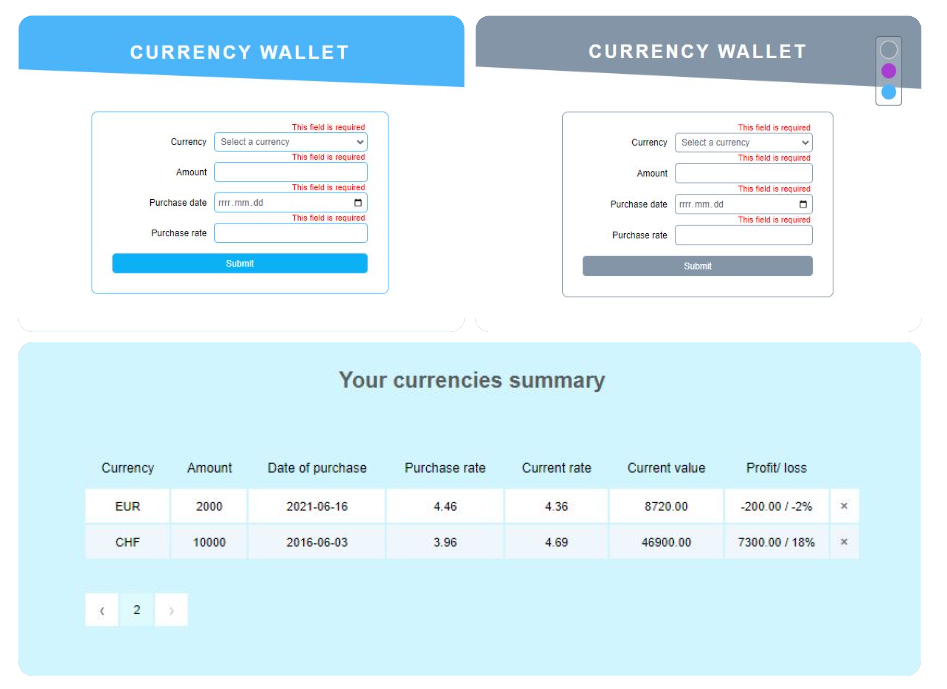 CURRENCY WALLET
This field is required
Currency Select a currency
This field is required
Amount
This field is required
Purchase date rrrr.mm.dd
This field is required
Purchase rate
Submit
CURRENCY WALLET
This field is required
Currency Select a currency
This field is required
Amount
This field is required
Purchase date rrrr.mm.dd
This field is required
Purchase rate
Submit
Your currencies summary
Currency Amount Date of purchase Purchase rate Current rate Current value Profit/ loss
EUR 2000 2021-06-16 4.46 4.36 8720.00 -200.00 / -2% ×
CHF 10000 2016-06-03 3.96 4.69 46900.00 7300.00 / 18% ×
‹ 2 ›